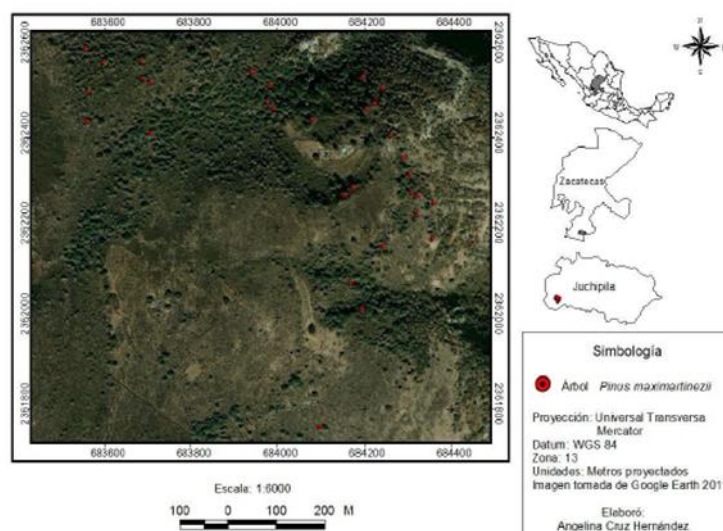 683600 683800 684000 684200 684400
2362600
2362400
2362200
2362000
2361800
2362600
2362400
2362200
2362000
2361800
683600 683800 684000 684200 684400
Escala: 1:6000
100 0 100 200 M
Zacatecas
Juchipila
Simbología
Árbol Pinus maximartinezii
Proyección: Universal Transversa
Mercator
Datum: WGS 84
Zona: 13
Unidades: Metros proyectados
Imagen tomada de Google Earth
Elaboró:
Angelina Cruz Hernández